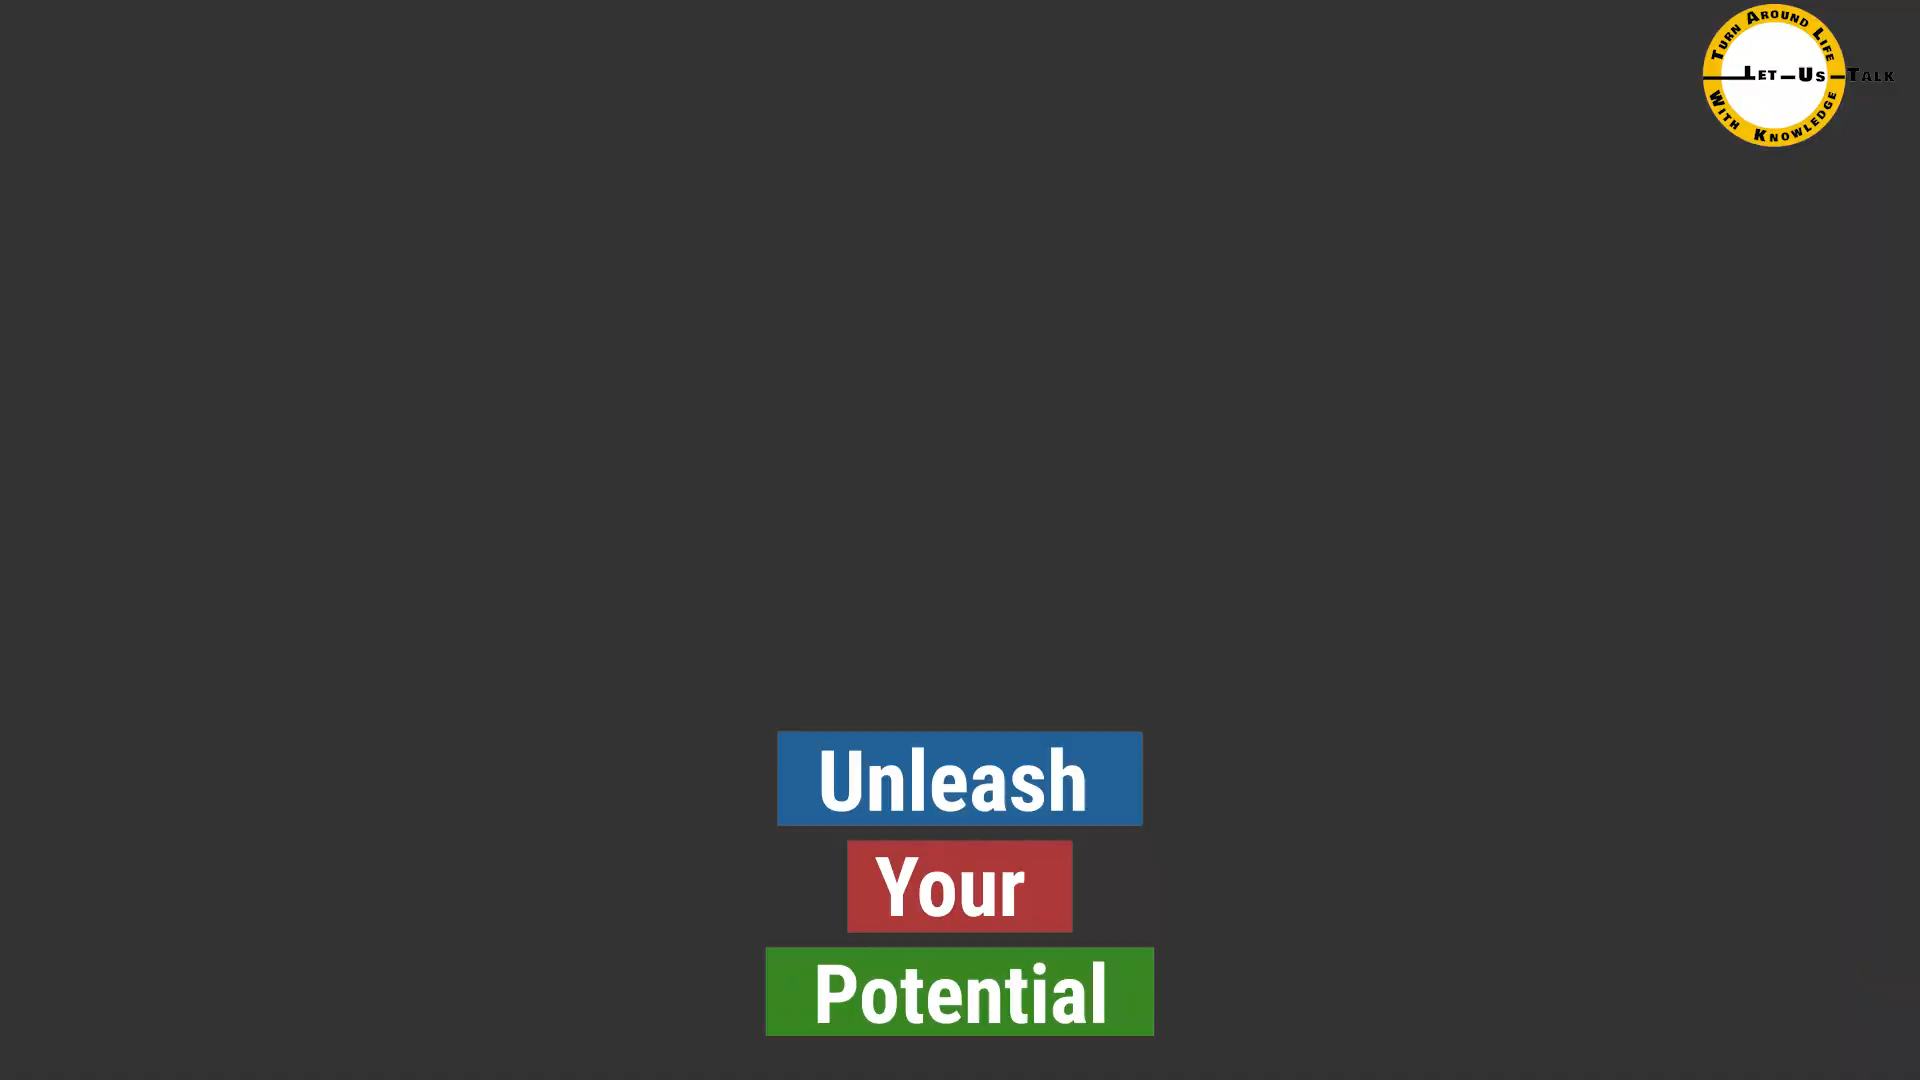 Turn Around Life
Let Us Talk
With Knowledge
Unleash
Your
Potential